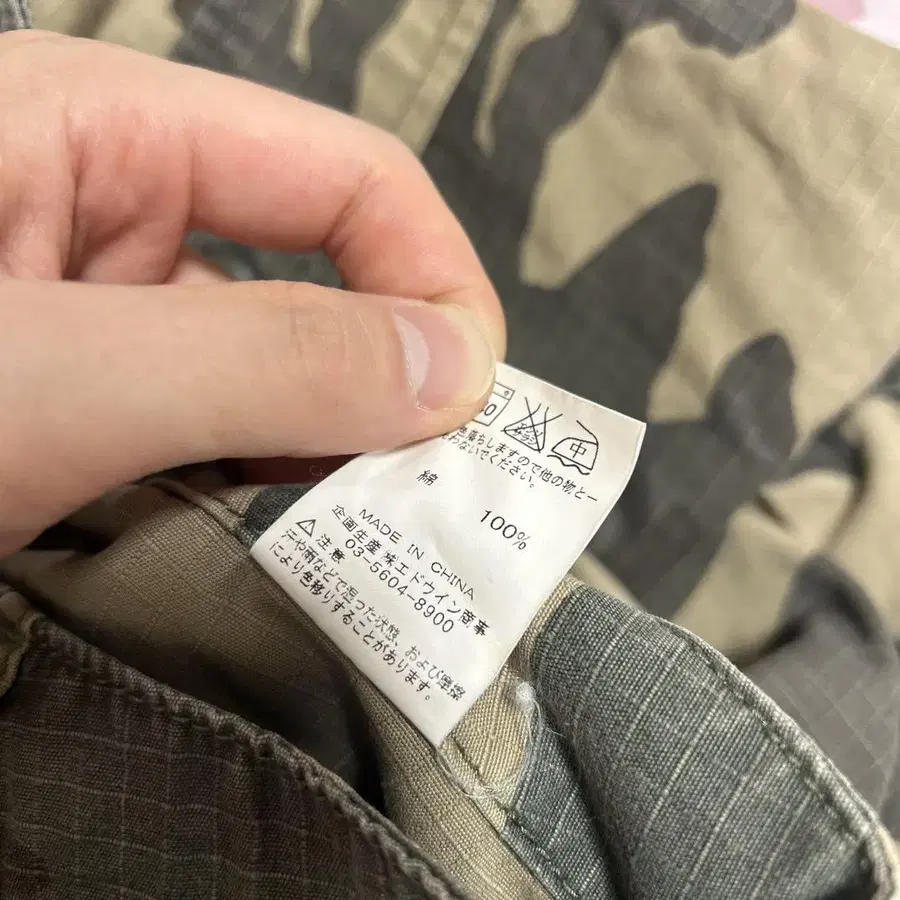 中
色落ちしますので他の物と一
わないでください。
綿
100%
MADE IN CHINA
企画生産 ㈱エドウイン商事
03-5604-8900
⚠注意
汗や雨などで湿った状態、および摩擦
により色移りすることがあります。